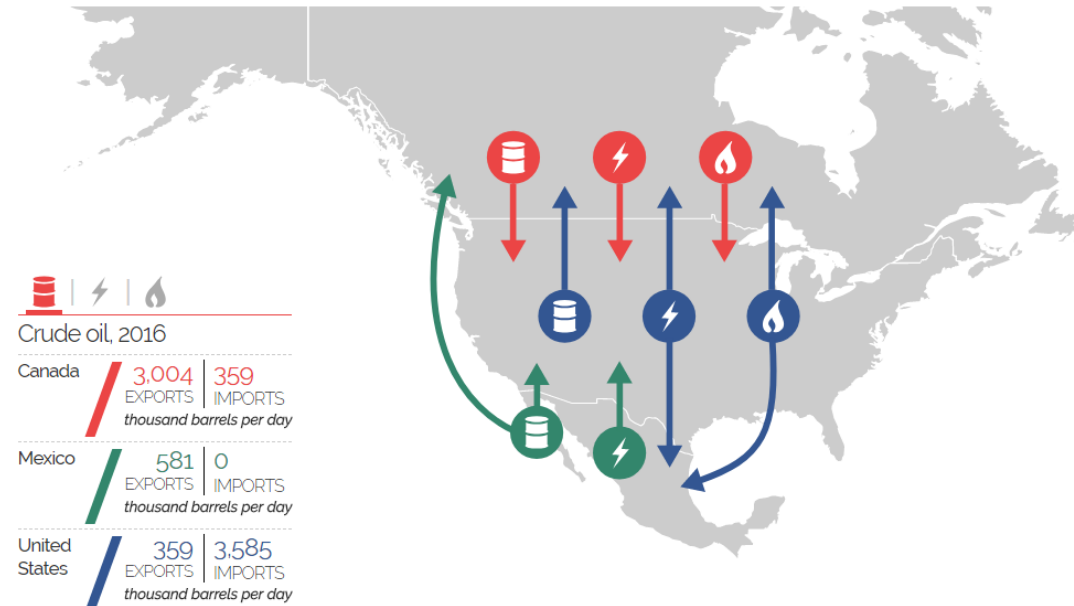 Crude oil, 2016
Canada
3,004 359
EXPORTS IMPORTS
thousand barrels per day
Mexico
581 0
EXPORTS IMPORTS
thousand barrels per day
United
States
359 3,585
EXPORTS IMPORTS
thousand barrels per day